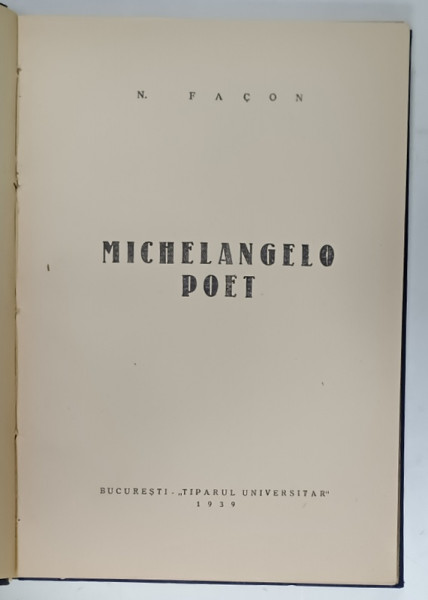 N. FAÇON
MICHELANGELO
POET
BUCUREȘTI - „TIPARUL UNIVERSITAR"
1939